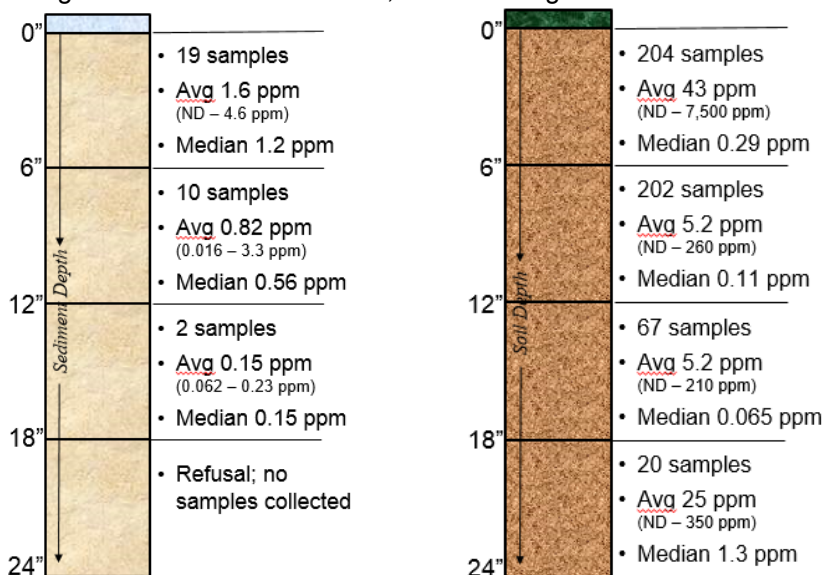 0”
• 19 samples
• Avg 1.6 ppm
(ND – 4.6 ppm)
• Median 1.2 ppm
6”
• 10 samples
• Avg 0.82 ppm
(0.016 – 3.3 ppm)
• Median 0.56 ppm
12”
• 2 samples
• Avg 0.15 ppm
(0.062 – 0.23 ppm)
• Median 0.15 ppm
18”
• Refusal; no
samples collected
24”
Sediment Depth
0”
• 204 samples
• Avg 43 ppm
(ND – 7,500 ppm)
• Median 0.29 ppm
6”
• 202 samples
• Avg 5.2 ppm
(ND – 260 ppm)
• Median 0.11 ppm
12”
• 67 samples
• Avg 5.2 ppm
(ND – 210 ppm)
• Median 0.065 ppm
18”
• 20 samples
• Avg 25 ppm
(ND – 350 ppm)
• Median 1.3 ppm
24”
Soil Depth